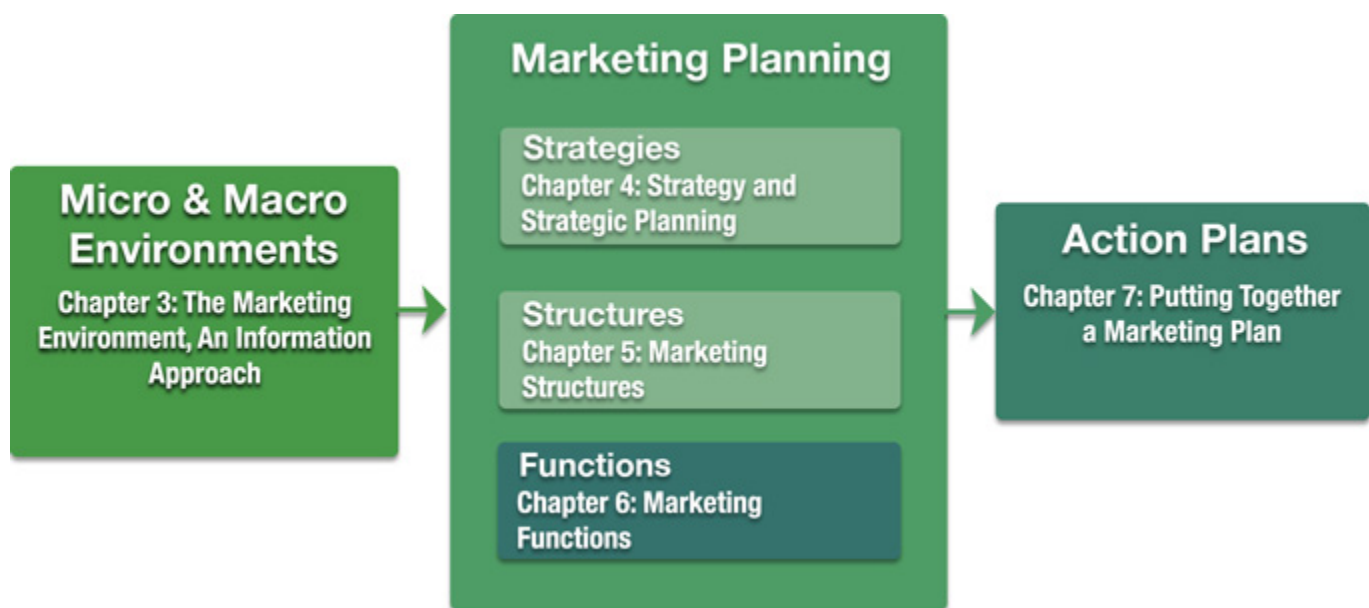 Micro & Macro
Environments
Chapter 3: The Marketing
Environment, An Information
Approach
Marketing Planning
Strategies
Chapter 4: Strategy and
Strategic Planning
Structures
Chapter 5: Marketing
Structures
Functions
Chapter 6: Marketing
Functions
Action Plans
Chapter 7: Putting Together
a Marketing Plan